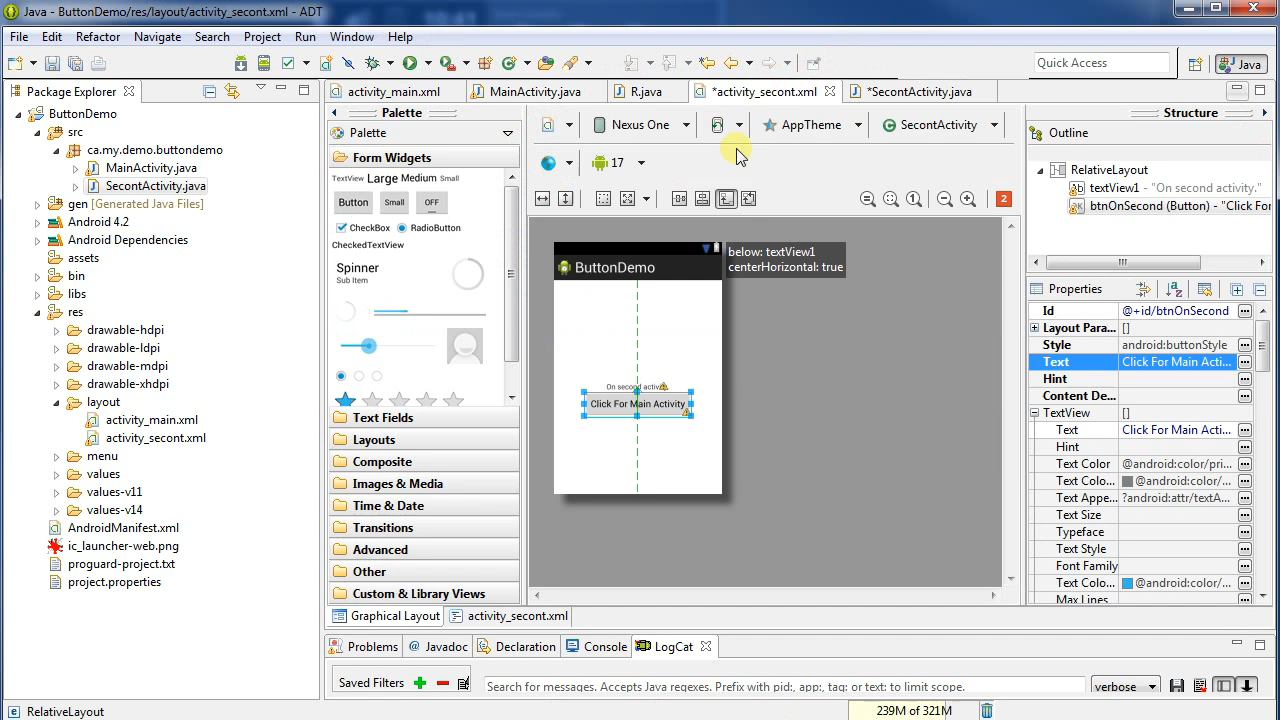 Java - ButtonDemo/res/layout/activity_secont.xml - ADT
File Edit Refactor Navigate Search Project Run Window Help
Quick Access
Java
Package Explorer
ButtonDemo
src
ca.my.demo.buttondemo
MainActivity.java
SecontActivity.java
gen [Generated Java Files]
Android 4.2
Android Dependencies
assets
bin
libs
res
drawable-hdpi
drawable-ldpi
drawable-mdpi
drawable-xhdpi
layout
activity_main.xml
activity_secont.xml
menu
values
values-v11
values-v14
AndroidManifest.xml
ic_launcher-web.png
proguard-project.txt
project.properties
activity_main.xml MainActivity.java R.java *activity_secont.xml *SecontActivity.java
Palette
Palette
Form Widgets
TextView Large Medium Small
Button Small OFF
CheckBox RadioButton
CheckedTextView
Spinner
Sub Item
Text Fields
Layouts
Composite
Images & Media
Time & Date
Transitions
Advanced
Other
Custom & Library Views
Nexus One AppTheme SecontActivity
17
2
ButtonDemo
On second activity
Click For Main Activity
below: textView1
centerHorizontal: true
Graphical Layout activity_secont.xml
Structure
Outline
RelativeLayout
textView1 - "On second activity."
btnOnSecond (Button) - "Click For
Properties
Id @+id/btnOnSecond
Layout Para... []
Style android:buttonStyle
Text Click For Main Acti...
Hint
Content De...
TextView []
Text Click For Main Acti...
Hint
Text Color @android:color/pri...
Text Colo... @android:color/...
Text Appe... ?android:attr/textA...
Text Size
Typeface
Text Style
Font Family
Text Colo... @android:color/...
Max Lines
Problems Javadoc Declaration Console LogCat
Saved Filters
Search for messages. Accepts Java regexes. Prefix with pid:, app:, tag: or text: to limit scope.
verbose
RelativeLayout
239M of 321M